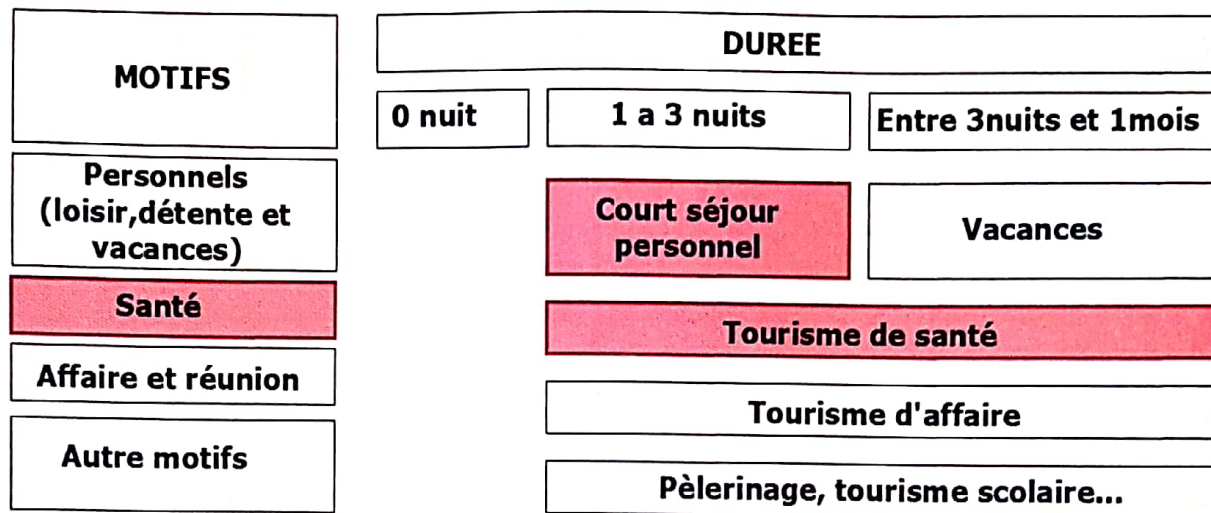 MOTIFS
DUREE
0 nuit
1 a 3 nuits
Entre 3nuits et 1mois
Personnels
(loisir,détente et
vacances)
Court séjour
personnel
Vacances
Santé
Tourisme de santé
Affaire et réunion
Tourisme d'affaire
Autre motifs
Pèlerinage, tourisme scolaire...